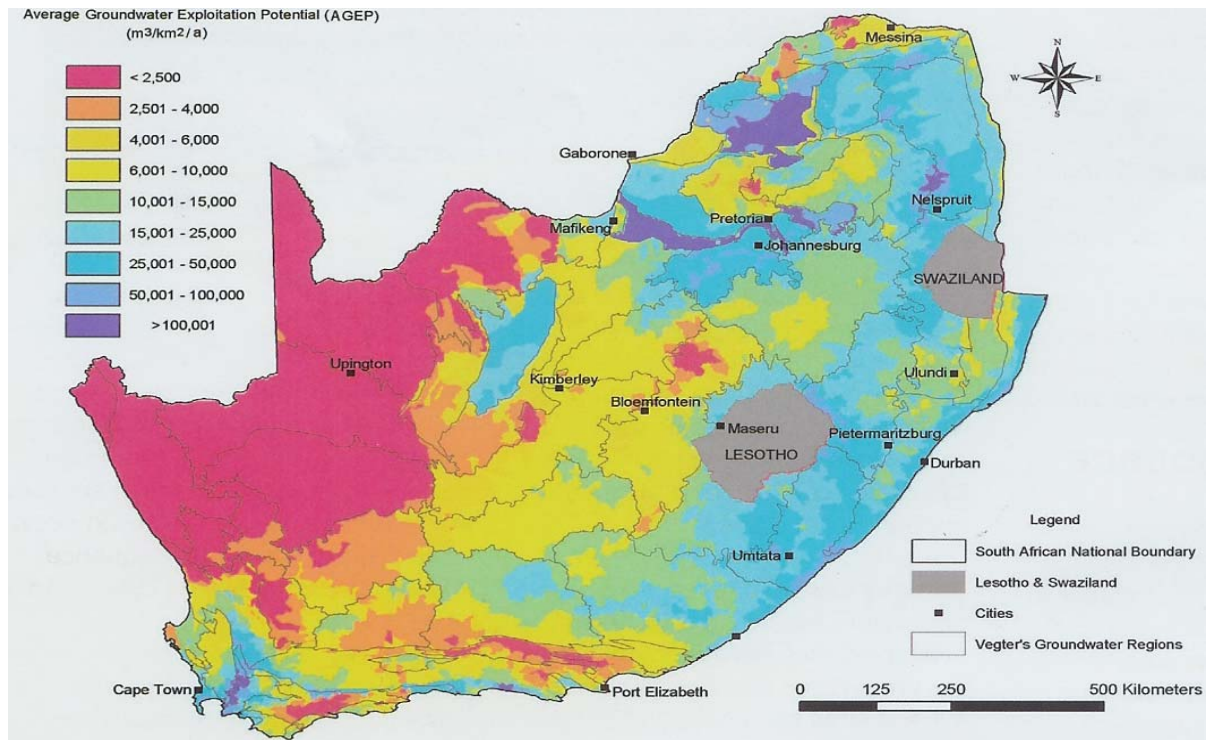 Average Groundwater Exploitation Potential (AGEP)
(m3/km2/a)
< 2,500
2,501 - 4,000
4,001 - 6,000
6,001 - 10,000
10,001 - 15,000
15,001 - 25,000
25,001 - 50,000
50,001 - 100,000
>100,001
Messina
N
W E
S
Gaborone
Nelspruit
Mafikeng
Pretoria
Johannesburg
SWAZILAND
Upington
Ulundi
Kimberley
Bloemfontein
Maseru
Pietermaritzburg
LESOTHO
Durban
Umtata
Cape Town
Port Elizabeth
Legend
South African National Boundary
Lesotho & Swaziland
Cities
Vegter's Groundwater Regions
0 125 250 500 Kilometers